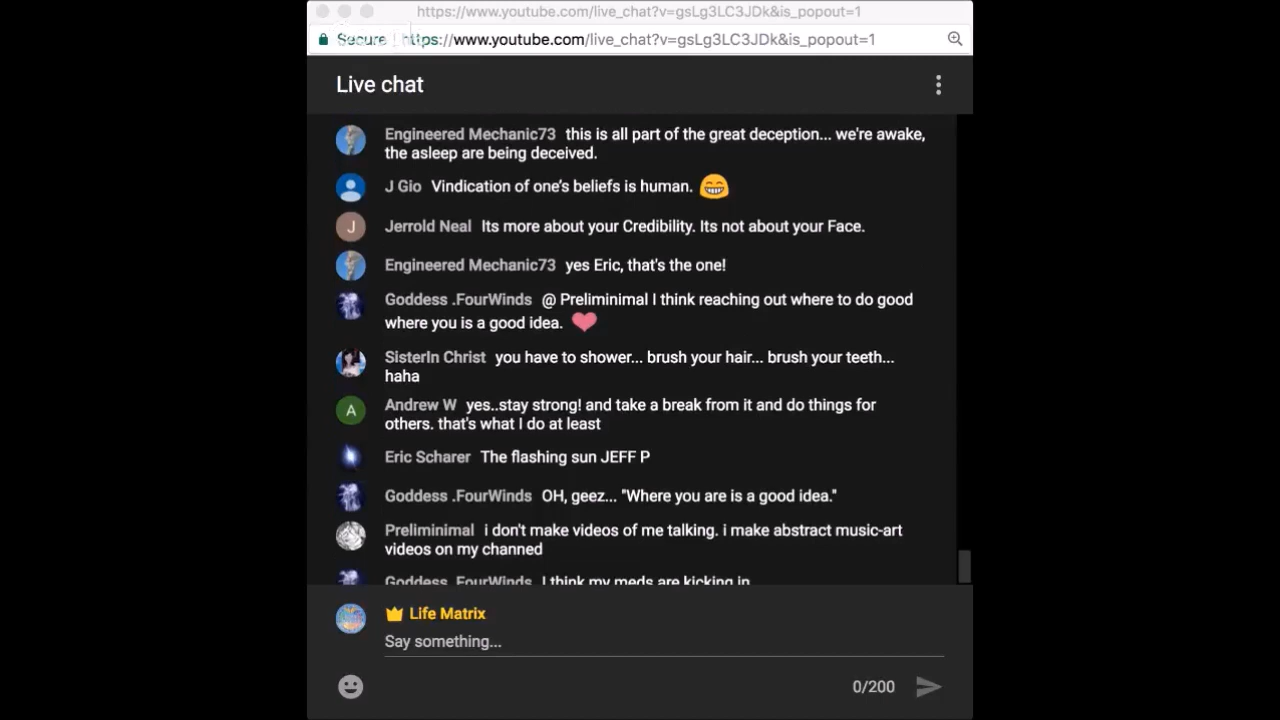 https://www.youtube.com/live_chat?v=gsLg3LC3JDk&is_popout=1
Secure https://www.youtube.com/live_chat?v=gsLg3LC3JDk&is_popout=1
Live chat
Engineered Mechanic73 this is all part of the great deception... we're awake,
the asleep are being deceived.
J Gio Vindication of one's beliefs is human. 😁
Jerrold Neal Its more about your Credibility. Its not about your Face.
Engineered Mechanic73 yes Eric, that's the one!
Goddess .FourWinds @ Preliminimal I think reaching out where to do good
where you is a good idea. ❤
SisterIn Christ you have to shower... brush your hair... brush your teeth...
haha
A Andrew W yes..stay strong! and take a break from it and do things for
others. that's what I do at least
Eric Scharer The flashing sun JEFF P
Goddess .FourWinds OH, geez... "Where you are is a good idea."
Preliminimal i don't make videos of me talking. i make abstract music-art
videos on my channed
Goddess .FourWinds I think my meds are kicking in
Life Matrix
Say something...
0/200